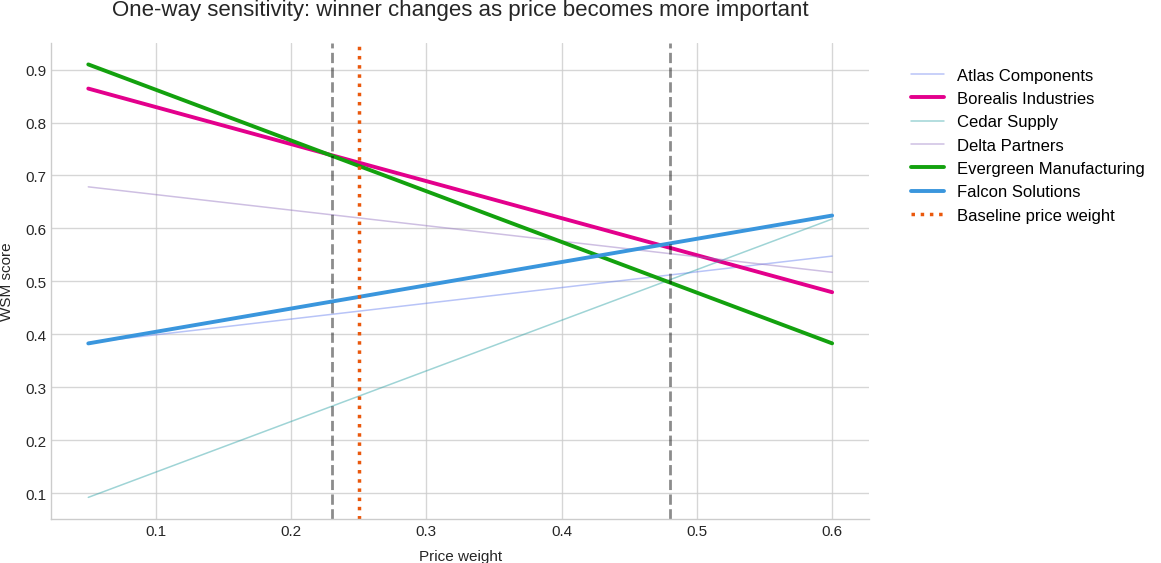 One-way sensitivity: winner changes as price becomes more important
WSM score
0.9
0.8
0.7
0.6
0.5
0.4
0.3
0.2
0.1
0.1 0.2 0.3 0.4 0.5 0.6
Price weight
Atlas Components
Borealis Industries
Cedar Supply
Delta Partners
Evergreen Manufacturing
Falcon Solutions
Baseline price weight